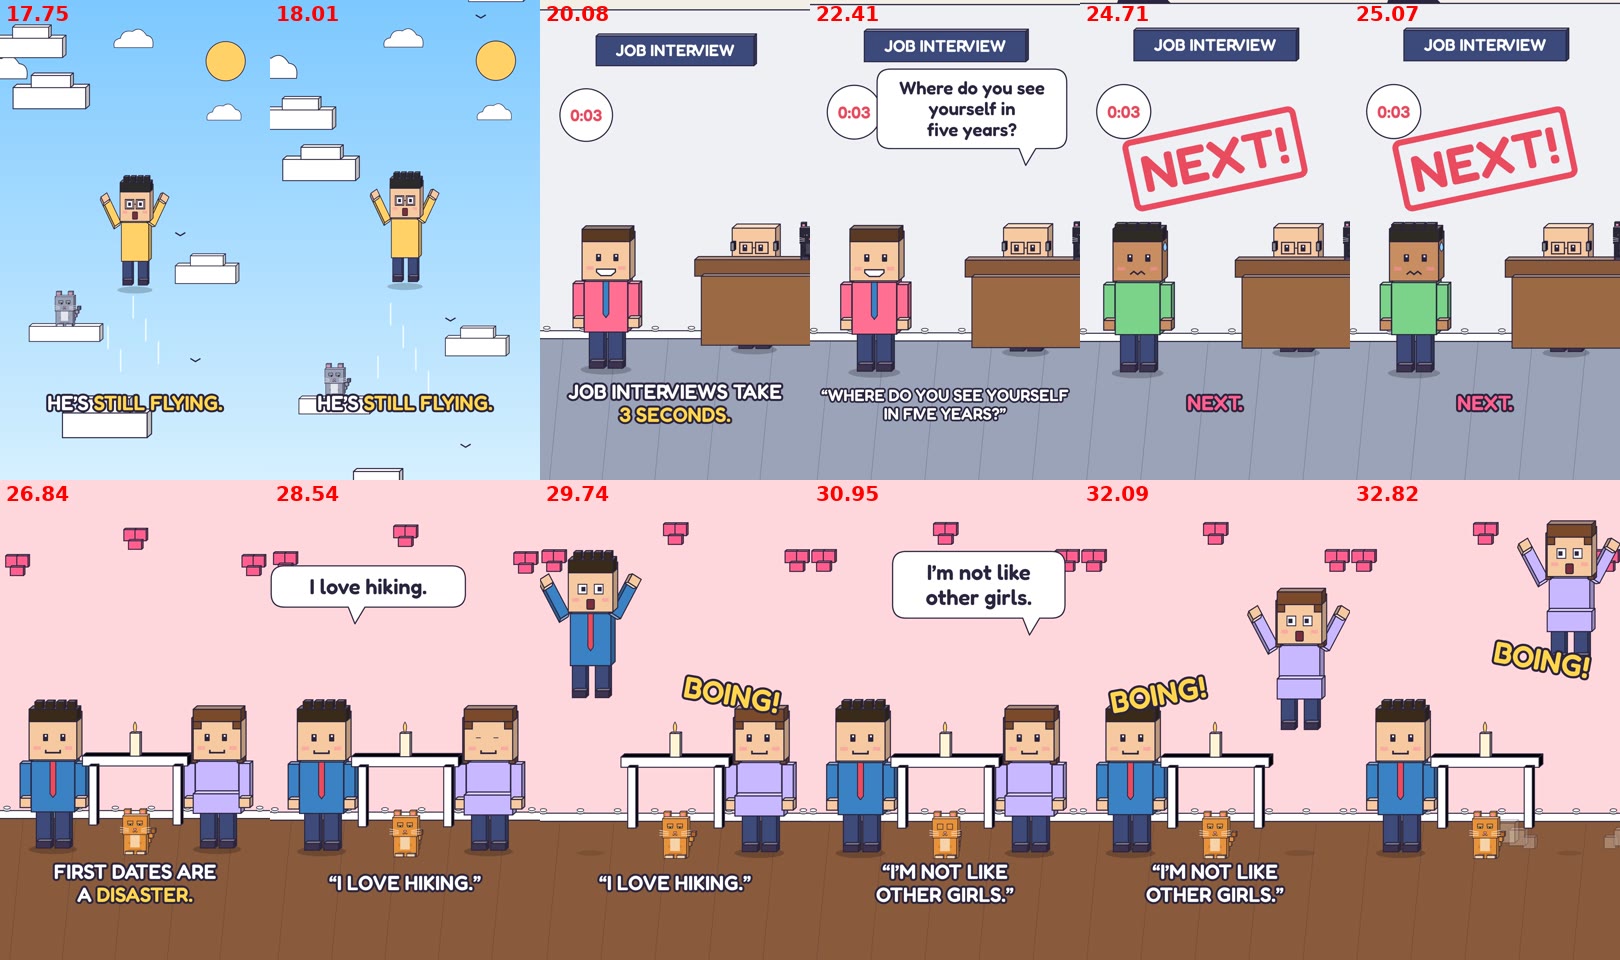 17.75
HE'S STILL FLYING.
18.01
HE'S STILL FLYING.
20.08
JOB INTERVIEW
0:03
JOB INTERVIEWS TAKE
3 SECONDS.
22.41
JOB INTERVIEW
0:03
Where do you see
yourself in
five years?
“WHERE DO YOU SEE YOURSELF
IN FIVE YEARS?”
24.71
JOB INTERVIEW
0:03
NEXT!
NEXT.
25.07
JOB INTERVIEW
0:03
NEXT!
NEXT.
26.84
FIRST DATES ARE
A DISASTER.
28.54
I love hiking.
“I LOVE HIKING.”
29.74
BOING!
“I LOVE HIKING.”
30.95
I’m not like
other girls.
“I’M NOT LIKE
OTHER GIRLS.”
32.09
BOING!
“I’M NOT LIKE
OTHER GIRLS.”
32.82
BOING!